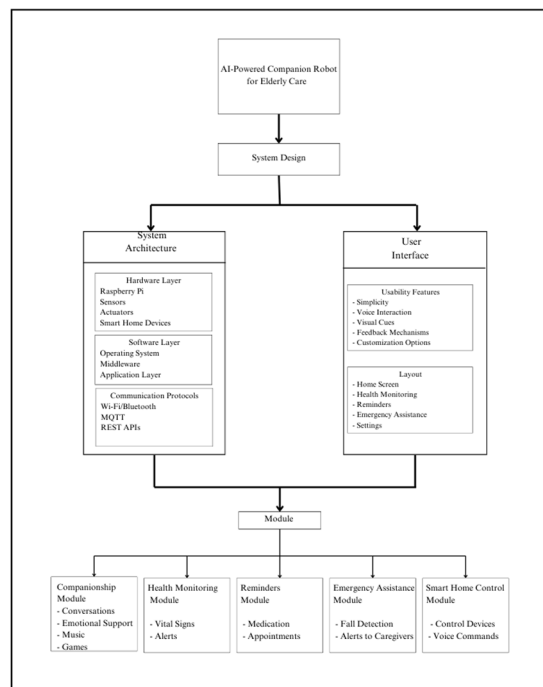 AI-Powered Companion Robot
for Elderly Care
System Design
System
Architecture
Hardware Layer
Raspberry Pi
Sensors
Actuators
Smart Home Devices
Software Layer
Operating System
Middleware
Application Layer
Communication Protocols
Wi-Fi/Bluetooth
MQTT
REST APIs
User
Interface
Usability Features
- Simplicity
- Voice Interaction
- Visual Cues
- Feedback Mechanisms
- Customization Options
Layout
- Home Screen
- Health Monitoring
- Reminders
- Emergency Assistance
- Settings
Module
Companionship
Module
- Conversations
- Emotional Support
- Music
- Games
Health Monitoring
Module
- Vital Signs
- Alerts
Reminders
Module
- Medication
- Appointments
Emergency Assistance
Module
- Fall Detection
- Alerts to Caregivers
Smart Home Control
Module
- Control Devices
- Voice Commands